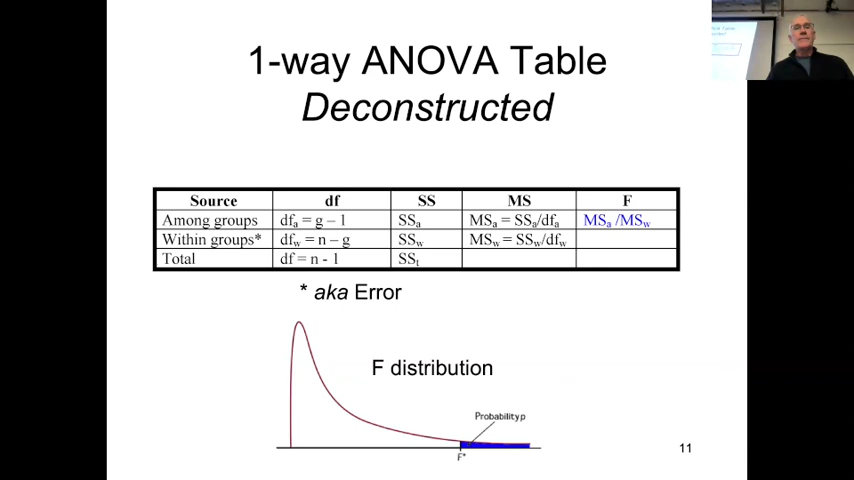 1-way ANOVA Table
Deconstructed
Source df SS MS F
Among groups dfa = g – 1 SSa MSa = SSa/dfa MSa /MSw
Within groups* dfw = n – g SSw MSw = SSw/dfw
Total df = n - 1 SSt
* aka Error
F distribution
Probability p
F*
11